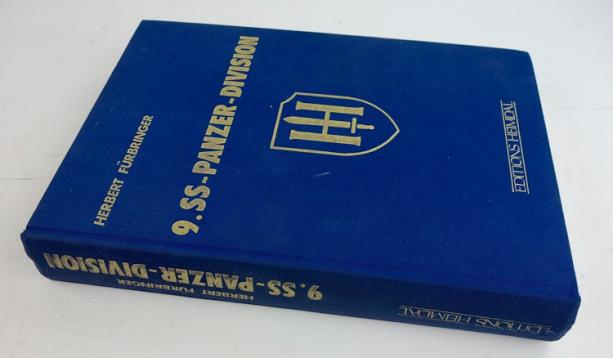 HERBERT FÜRBRINGER
9.SS-PANZER-DIVISION
EDITIONS HEIMDAL
HERBERT FÜRBRINGER
9.SS-PANZER-DIVISION
EDITIONS HEIMDAL